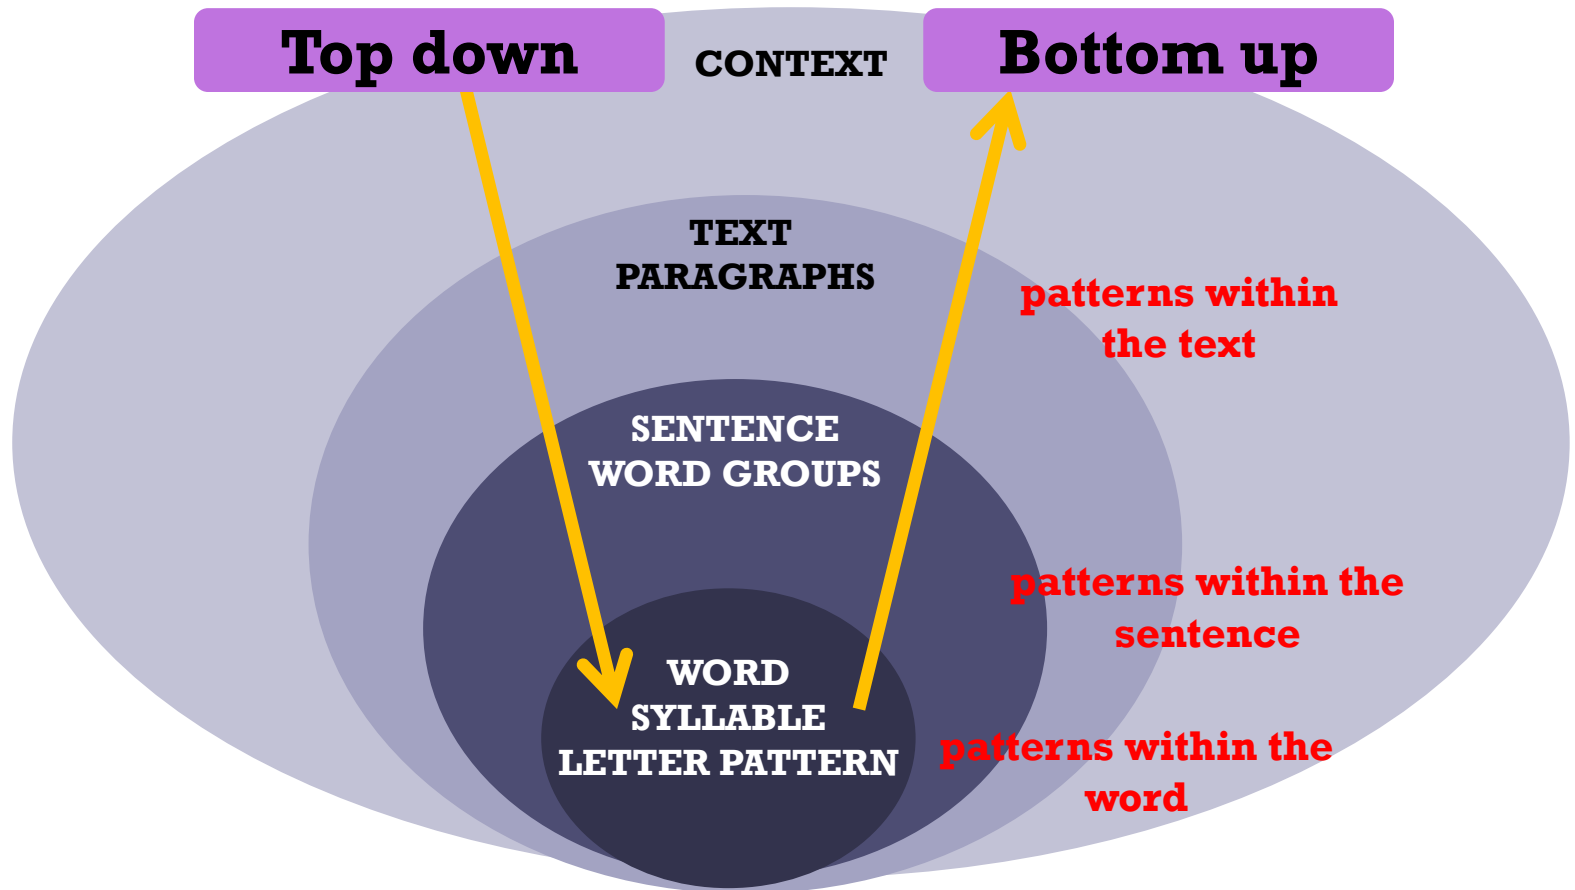 Top down
CONTEXT
Bottom up
TEXT
PARAGRAPHS
patterns within
the text
SENTENCE
WORD GROUPS
patterns within the
sentence
WORD
SYLLABLE
LETTER PATTERN
patterns within the
word